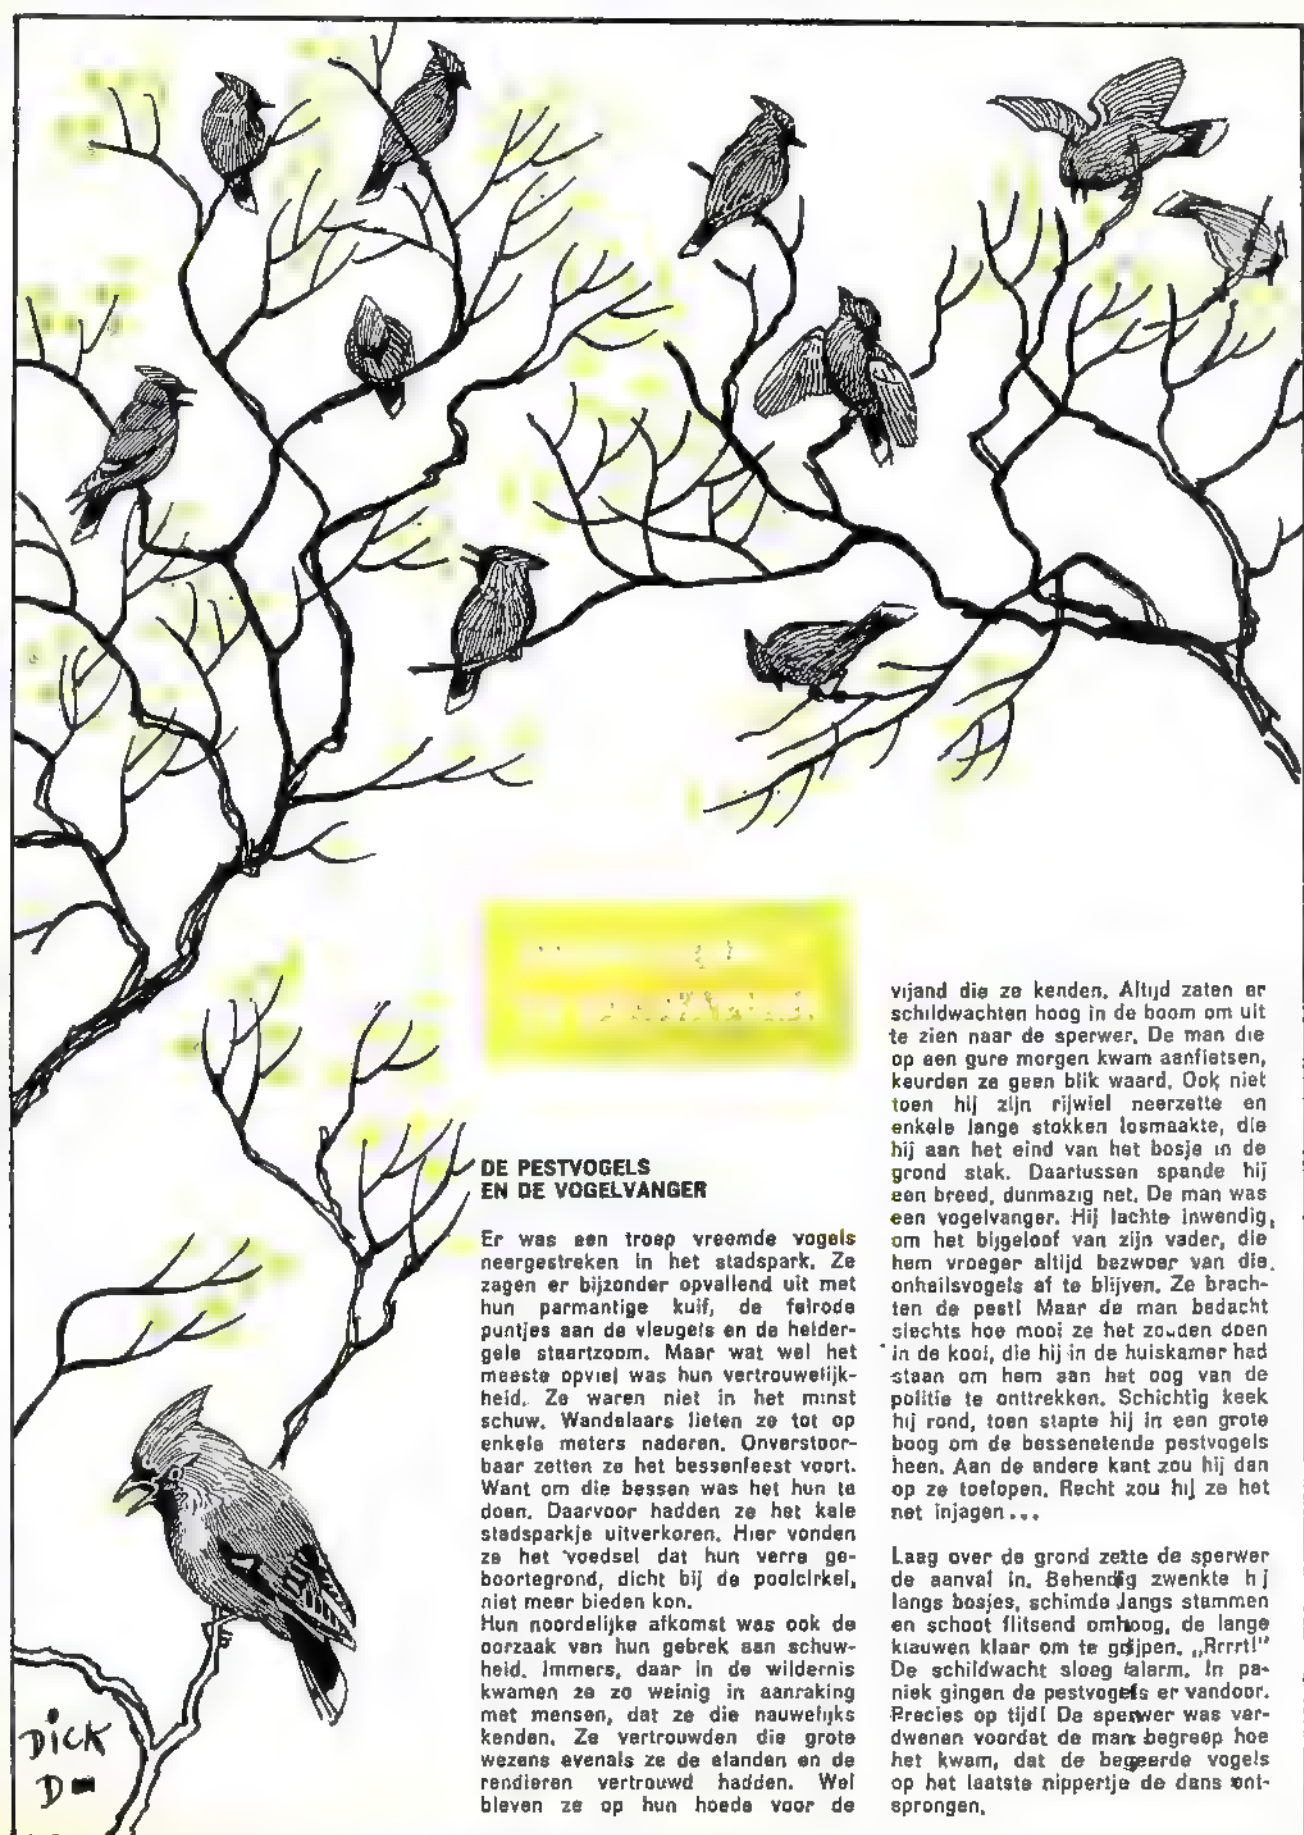 DE PESTVOGELS
EN DE VOGELVANGER
Er was een troep vreemde vogels
neergestreken in het stadspark. Ze
zagen er bijzonder opvallend uit met
hun parmantige kuif, de felrode
puntjes aan de vleugels en de helder-
gele staartzoom. Maar wat wel het
meeste opviel was hun vertrouwelijk-
heid. Ze waren niet in het minst
schuw. Wandelaars lieten ze tot op
enkele meters naderen. Onverstoor-
baar zetten ze het bessenfeest voort.
Want om die bessen was het hun te
doen. Daarvoor hadden ze het kale
stadsparkje uitverkoren. Hier vonden
ze het voedsel dat hun verre ge-
boortegrond, dicht bij de poolcirkel,
niet meer bieden kon.
Hun noordelijke afkomst was ook de
oorzaak van hun gebrek aan schuw-
heid. Immers, daar in de wildernis
kwamen ze zo weinig in aanraking
met mensen, dat ze die nauwelijks
kenden. Ze vertrouwden die grote
wezens evenals ze de elanden en de
rendieren vertrouwd hadden. Wel
bleven ze op hun hoede voor de
vijand die ze kenden. Altijd zaten er
schildwachten hoog in de boom om uit
te zien naar de sperwer. De man die
op een gure morgen kwam aanfietsen,
keurden ze geen blik waard. Ook niet
toen hij zijn rijwiel neerzette en
enkele lange stokken losmaakte, die
hij aan het eind van het bosje in de
grond stak. Daartussen spande hij
een breed, dunmazig net. De man was
een vogelvanger. Hij lachte inwendig,
om het bijgeloof van zijn vader, die
hem vroeger altijd bezwoer van die
onheilsvogels af te blijven. Ze brach-
ten de pest! Maar de man bedacht
slechts hoe mooi ze het zouden doen
in de kooi, die hij in de huiskamer had
staan om hem aan het oog van de
politie te onttrekken. Schichtig keek
hij rond, toen stapte hij in een grote
boog om de bessenetende pestvogels
heen. Aan de andere kant zou hij dan
op ze toelopen. Recht zou hij ze het
net injagen...
Laag over de grond zette de sperwer
de aanval in. Behendig zwenkte hij
langs bosjes, schimde langs stammen
en schoot flitsend omhoog, de lange
klauwen klaar om te grijpen. „Rrrrt!"
De schildwacht sloeg alarm. In pa-
niek gingen de pestvogels er vandoor.
Precies op tijd! De sperwer was ver-
dwenen voordat de man begreep hoe
het kwam, dat de begeerde vogels
op het laatste nippertje de dans ont-
sprongen.
DICK
D